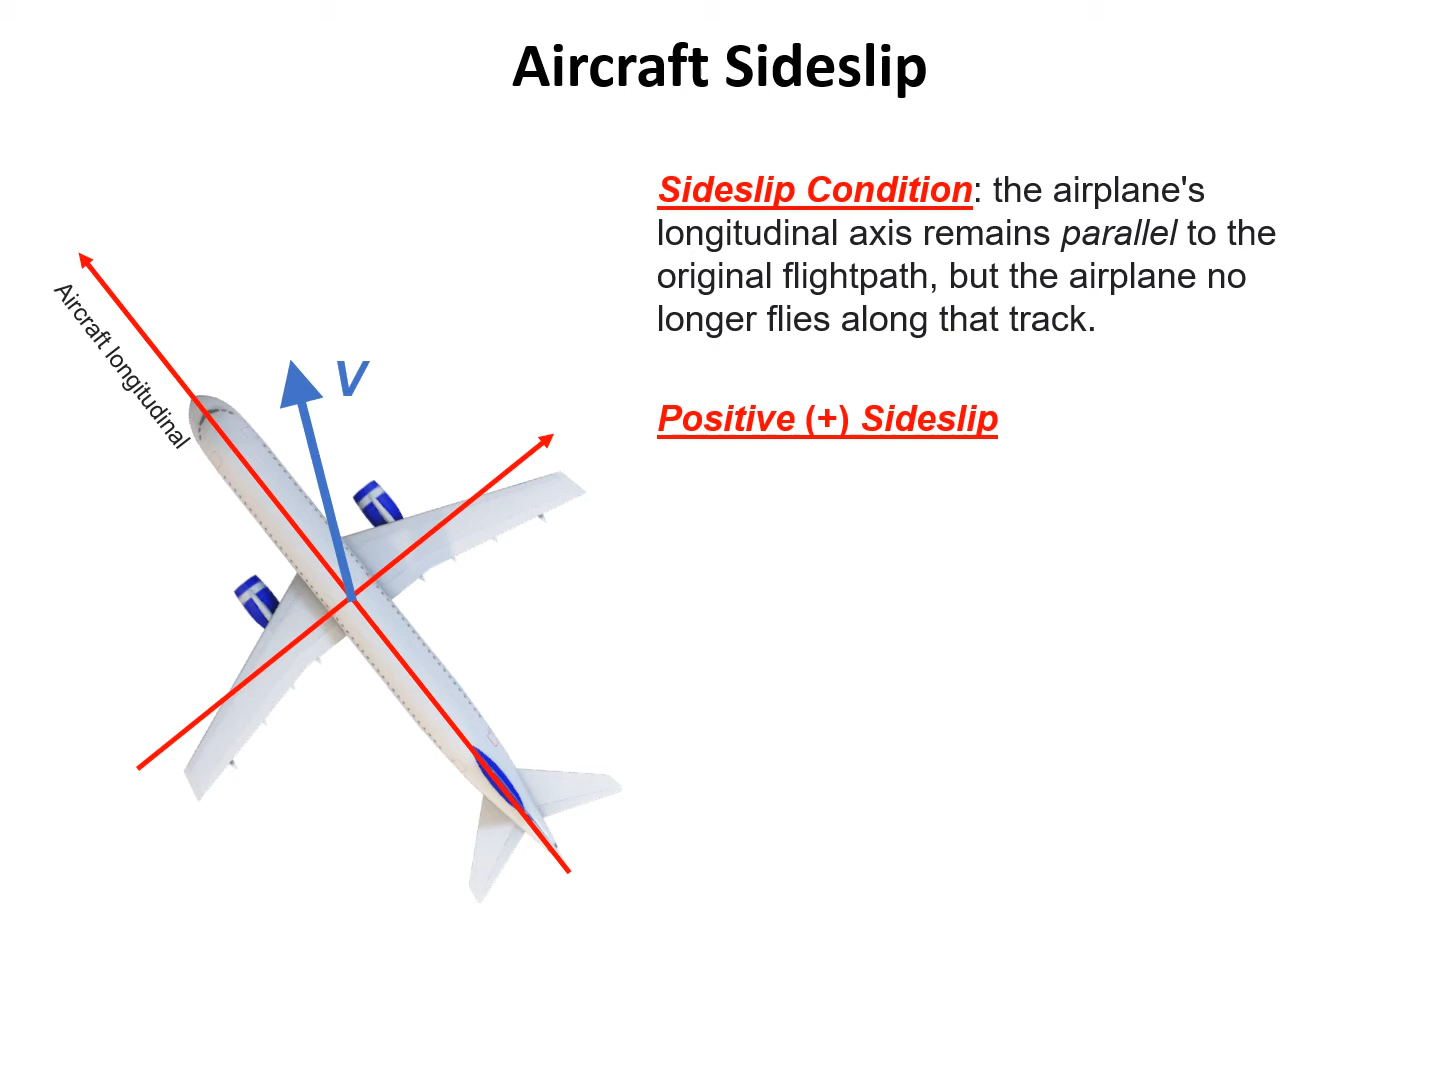 Aircraft Sideslip
Sideslip Condition: the airplane's
longitudinal axis remains parallel to the
original flightpath, but the airplane no
longer flies along that track.
Positive (+) Sideslip
Aircraft longitudinal
V